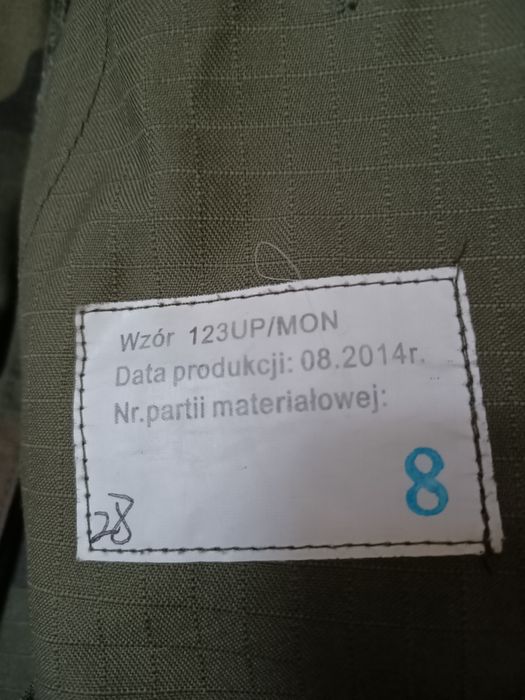 Wzór 123UP/MON
Data produkcji: 08.2014r.
Nr.partii materiałowej:
8
28